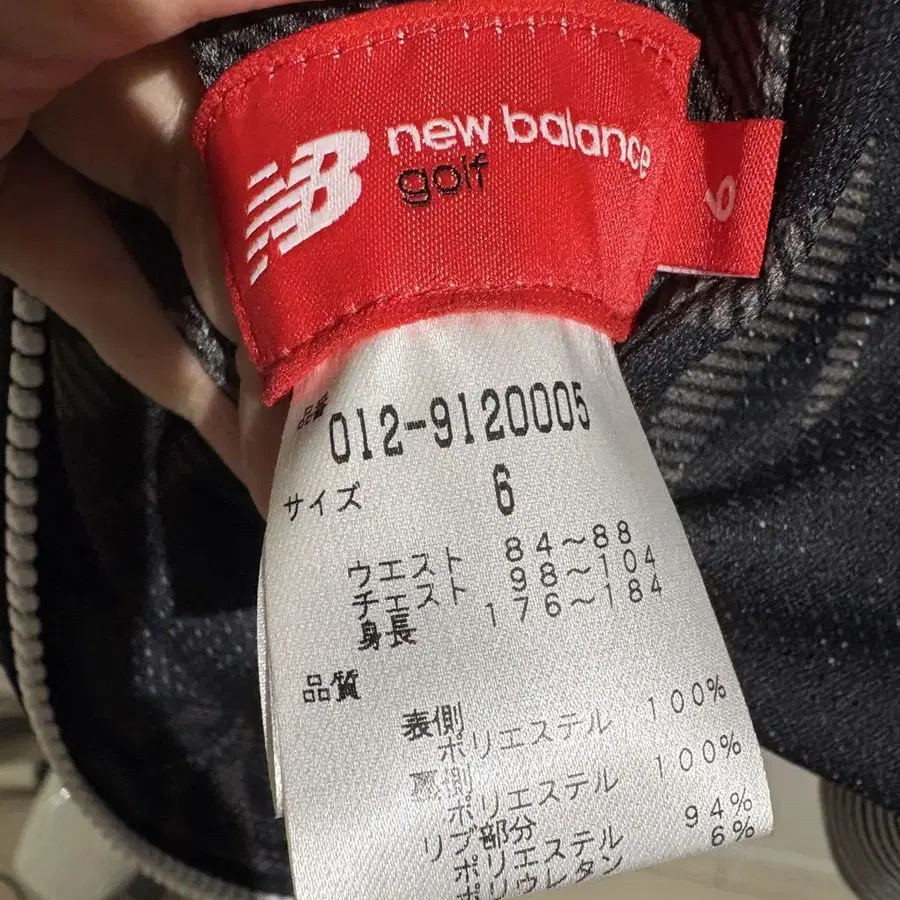 new balance
golf
6
品番 012-9120005
サイズ 6
ウエスト 84〜88
チェスト 98〜104
身長 176〜184
品質
表側
ポリエステル 100%
裏側
ポリエステル 100%
リブ部分
ポリエステル 94%
ポリウレタン 6%